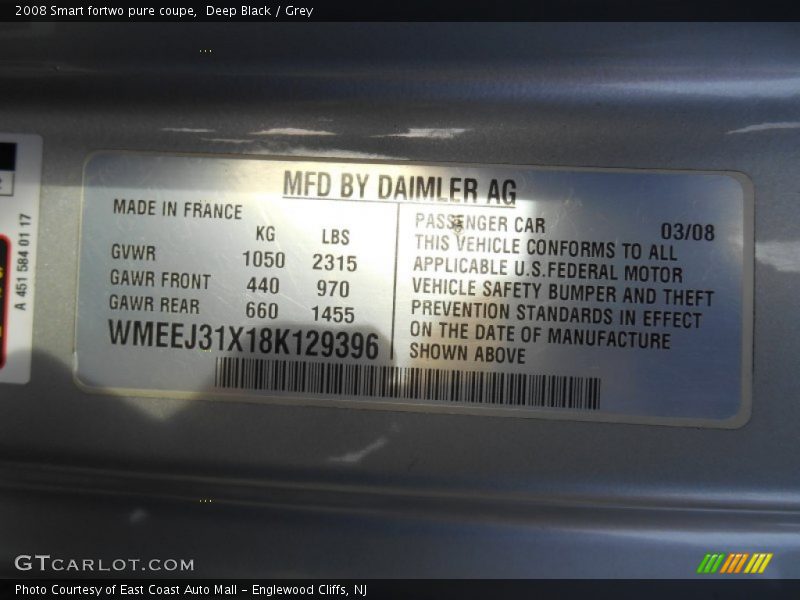 2008 Smart fortwo pure coupe,  Deep Black / Grey
MFD BY DAIMLER AG
MADE IN FRANCE
KG LBS
GVWR 1050 2315
GAWR FRONT 440 970
GAWR REAR 660 1455
WMEEJ31X18K129396
PASSENGER CAR 03/08
THIS VEHICLE CONFORMS TO ALL
APPLICABLE U.S.FEDERAL MOTOR
VEHICLE SAFETY BUMPER AND THEFT
PREVENTION STANDARDS IN EFFECT
ON THE DATE OF MANUFACTURE
SHOWN ABOVE
A 451 584 01 17
GTCARLOT.COM
Photo Courtesy of East Coast Auto Mall - Englewood Cliffs, NJ